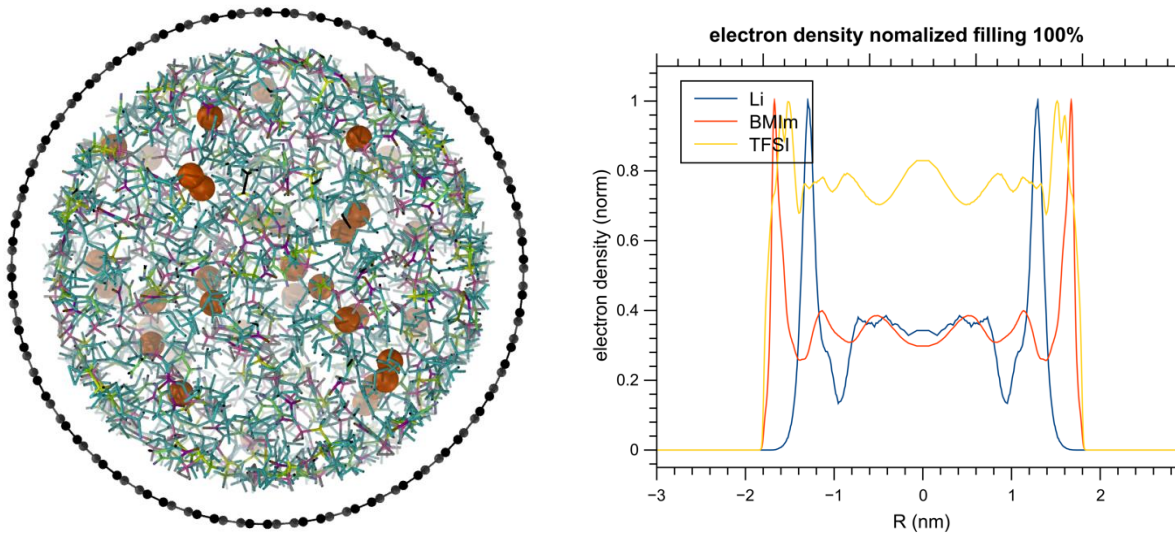 electron density nomalized filling 100%
Li
BMIm
TFSI
1
0.8
0.6
0.4
0.2
0
electron density (norm)
−3
−2
−1
0
1
2
R (nm)